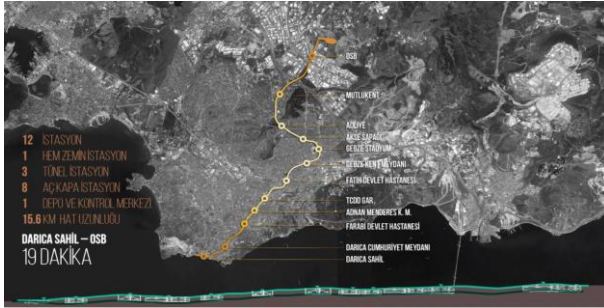 OSB
MUTLUKENT
ADLİYE
AKSE SAPAĞI
GEBZE STADYUM
GEBZE KENT MEYDANI
FATİH DEVLET HASTANESİ
TCDD GAR
ADNAN MENDERES K. M.
FARABİ DEVLET HASTANESİ
DARICA CUMHURİYET MEYDANI
DARICA SAHİL
12 İSTASYON
1 HEM ZEMİN İSTASYON
3 TÜNEL İSTASYON
8 AÇ KAPA İSTASYON
1 DEPO VE KONTROL MERKEZİ
15.6 KM HAT UZUNLUĞU
DARICA SAHİL – OSB
19 DAKİKA